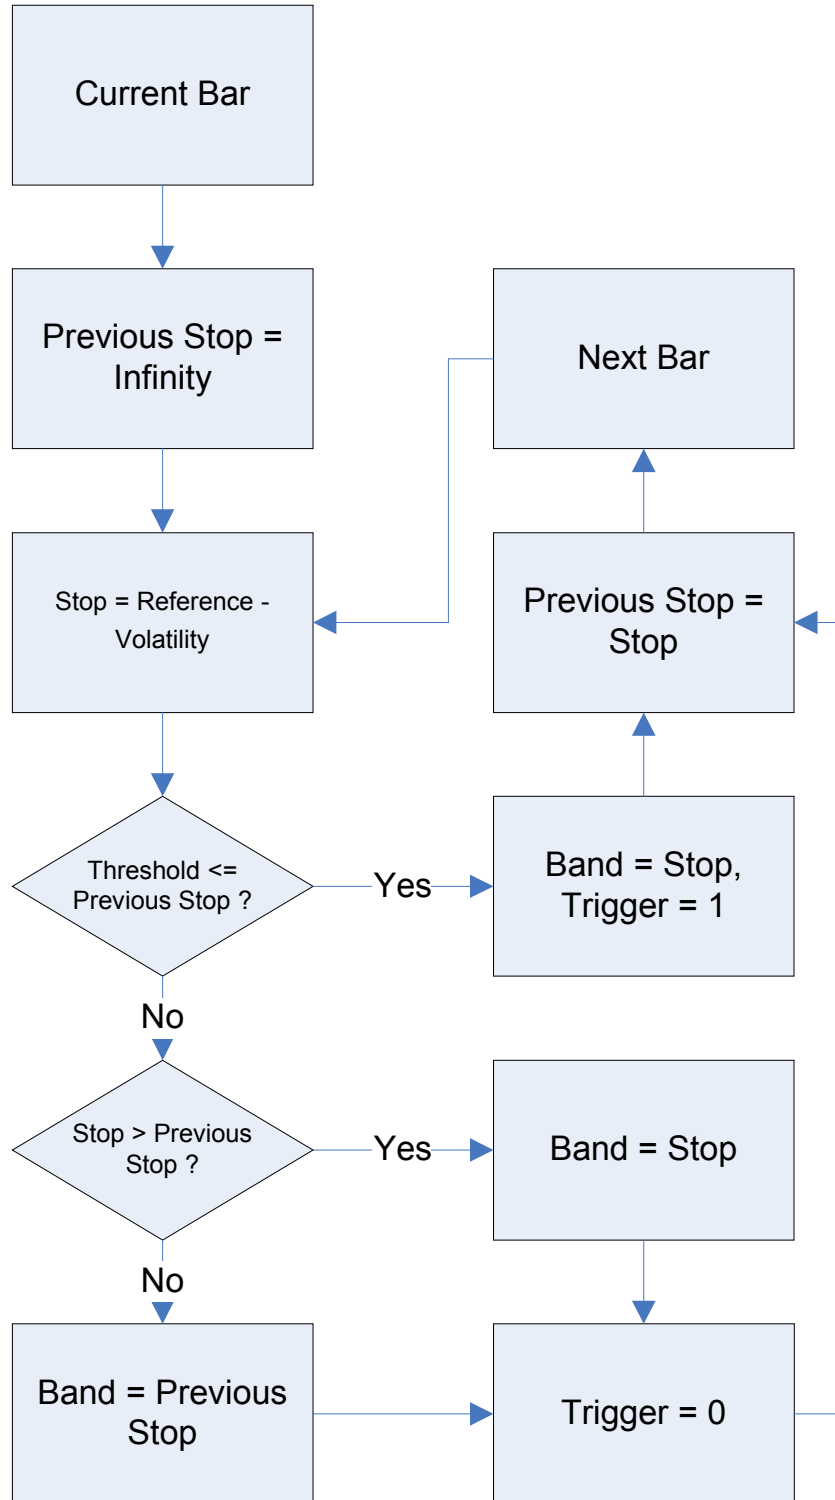 Current Bar
Previous Stop =
Infinity
Next Bar
Stop = Reference -
Volatility
Previous Stop =
Stop
Threshold <=
Previous Stop ?
Yes
Band = Stop,
Trigger = 1
No
Stop > Previous
Stop ?
Yes
Band = Stop
No
Band = Previous
Stop
Trigger = 0